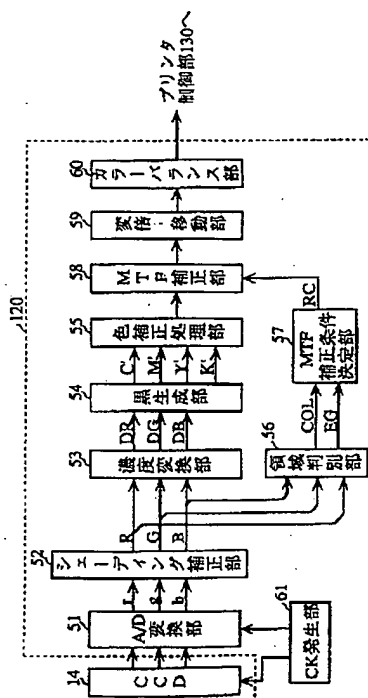 120
14
CCD
51
A/D
変換部
r
g
b
52
シェーディング補正部
R
G
B
53
濃度変換部
DR
DG
DB
54
黒生成部
C'
M'
Y'
K'
55
色補正処理部
58
MTF補正部
59
変倍・移動部
60
カラーバランス部
プリンタ
制御部130へ
56
領域判別部
COL
EG
57
MTF
補正条件
決定部
RC
61
CK発生部